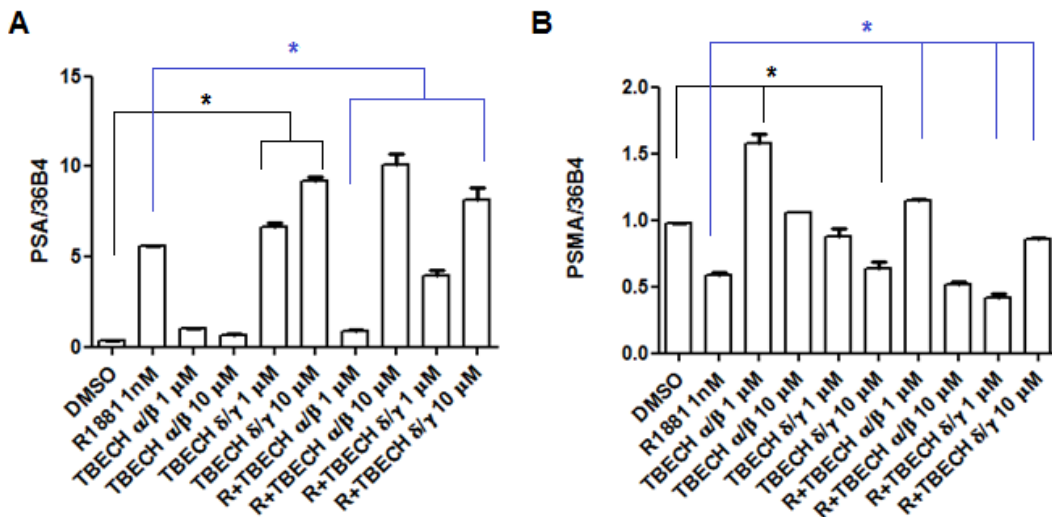 A
*
*
PSA/36B4
15
10
5
0
DMSO
R1881 1nM
TBECH α/β 1 µM
TBECH α/β 10 µM
TBECH δ/γ 1 µM
TBECH δ/γ 10 µM
R+TBECH α/β 1 µM
R+TBECH α/β 10 µM
R+TBECH δ/γ 1 µM
R+TBECH δ/γ 10 µM
B
*
*
PSMA/36B4
2.0
1.5
1.0
0.5
0.0
DMSO
R1881 1nM
TBECH α/β 1 µM
TBECH α/β 10 µM
TBECH δ/γ 1 µM
TBECH δ/γ 10 µM
R+TBECH α/β 1 µM
R+TBECH α/β 10 µM
R+TBECH δ/γ 1 µM
R+TBECH δ/γ 10 µM